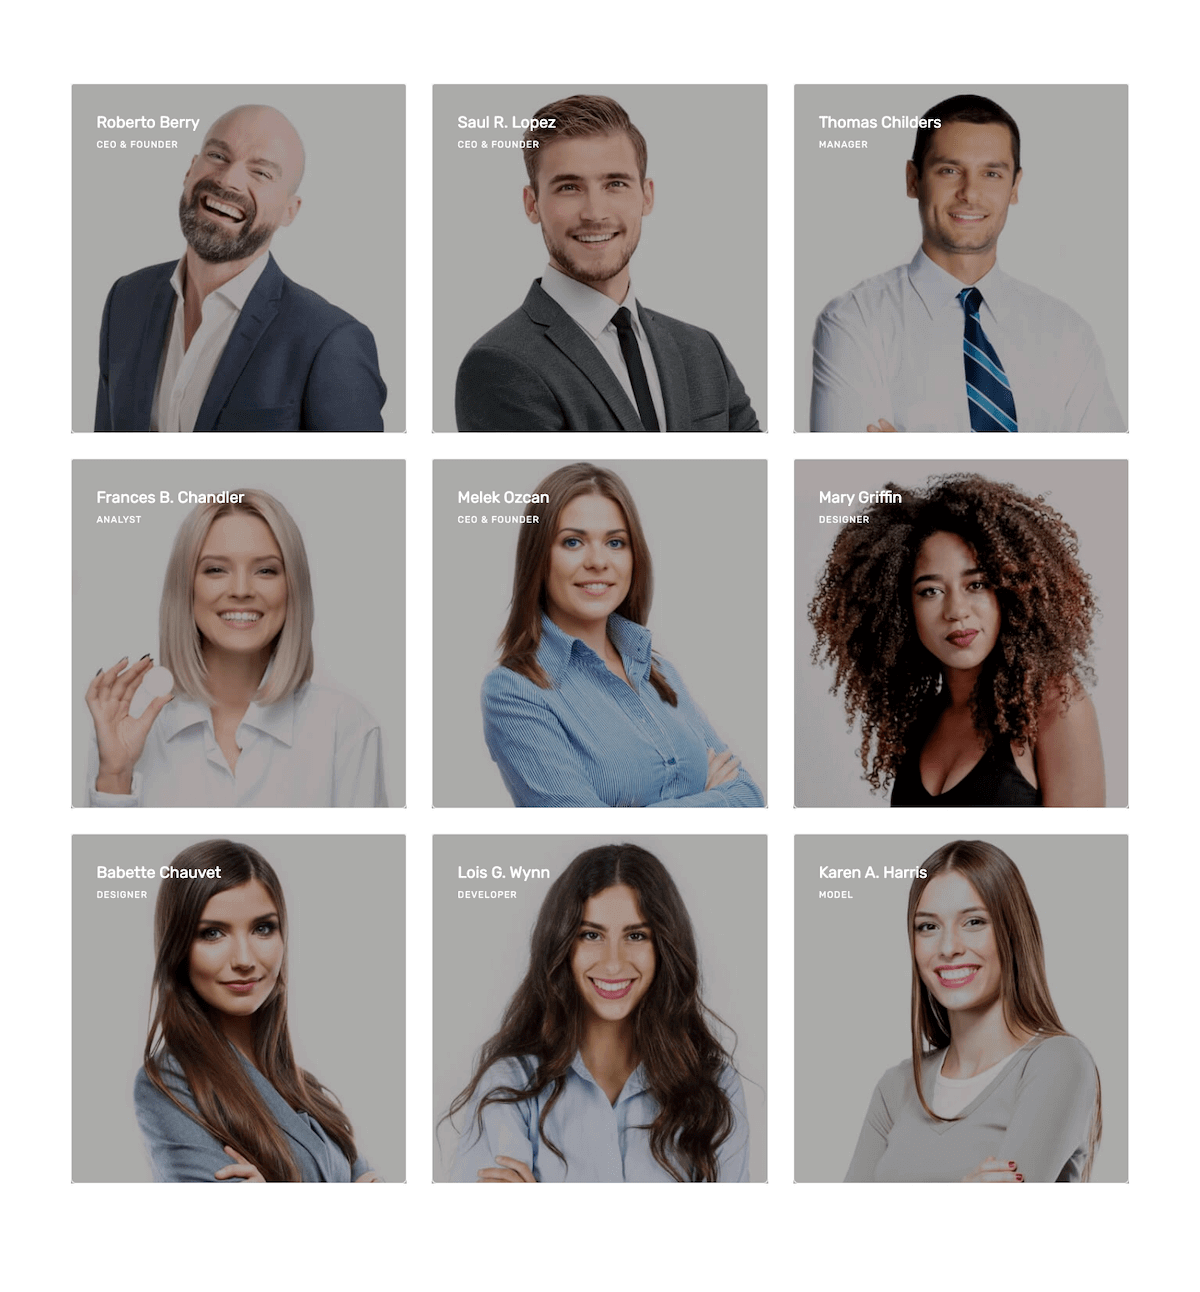 Roberto Berry
CEO & FOUNDER
Saul R. Lopez
CEO & FOUNDER
Thomas Childers
MANAGER
Frances B. Chandler
ANALYST
Melek Ozcan
CEO & FOUNDER
Mary Griffin
DESIGNER
Babette Chauvet
DESIGNER
Lois G. Wynn
DEVELOPER
Karen A. Harris
MODEL